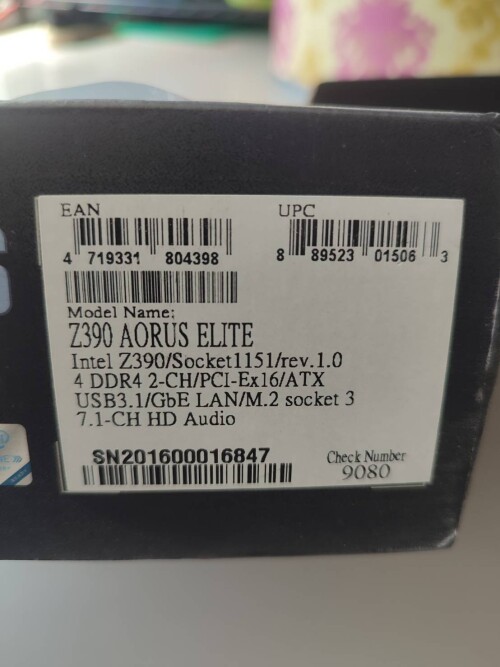 EAN
UPC
4 719331 804398
8 89523 01506 3
Model Name:
Z390 AORUS ELITE
Intel Z390/Socket1151/rev.1.0
4 DDR4 2-CH/PCI-Ex16/ATX
USB3.1/GbE LAN/M.2 socket 3
7.1-CH HD Audio
SN201600016847
Check Number
9080